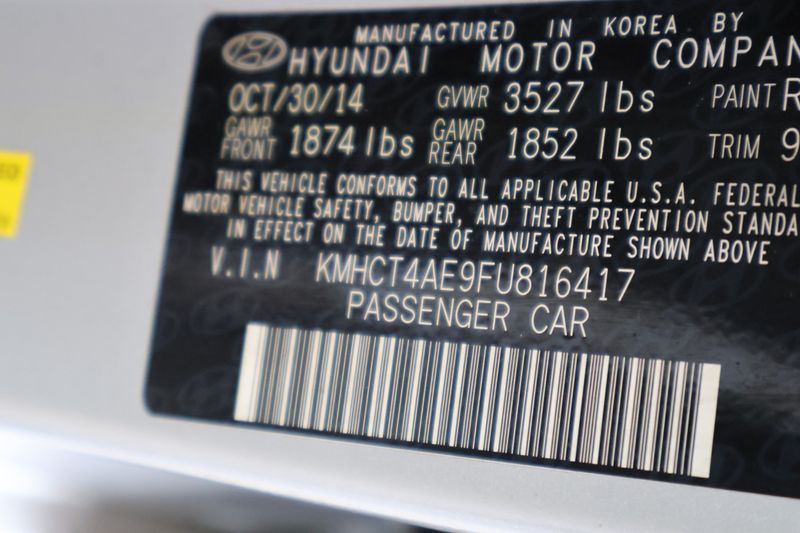 MANUFACTURED IN KOREA BY
HYUNDAI MOTOR COMPAN
OCT/30/14 GVWR 3527 lbs PAINT R
GAWR FRONT 1874 lbs GAWR REAR 1852 lbs TRIM 9
THIS VEHICLE CONFORMS TO ALL APPLICABLE U.S.A. FEDERAL
MOTOR VEHICLE SAFETY, BUMPER, AND THEFT PREVENTION STANDA
IN EFFECT ON THE DATE OF MANUFACTURE SHOWN ABOVE
V.I.N KMHCT4AE9FU816417
PASSENGER CAR